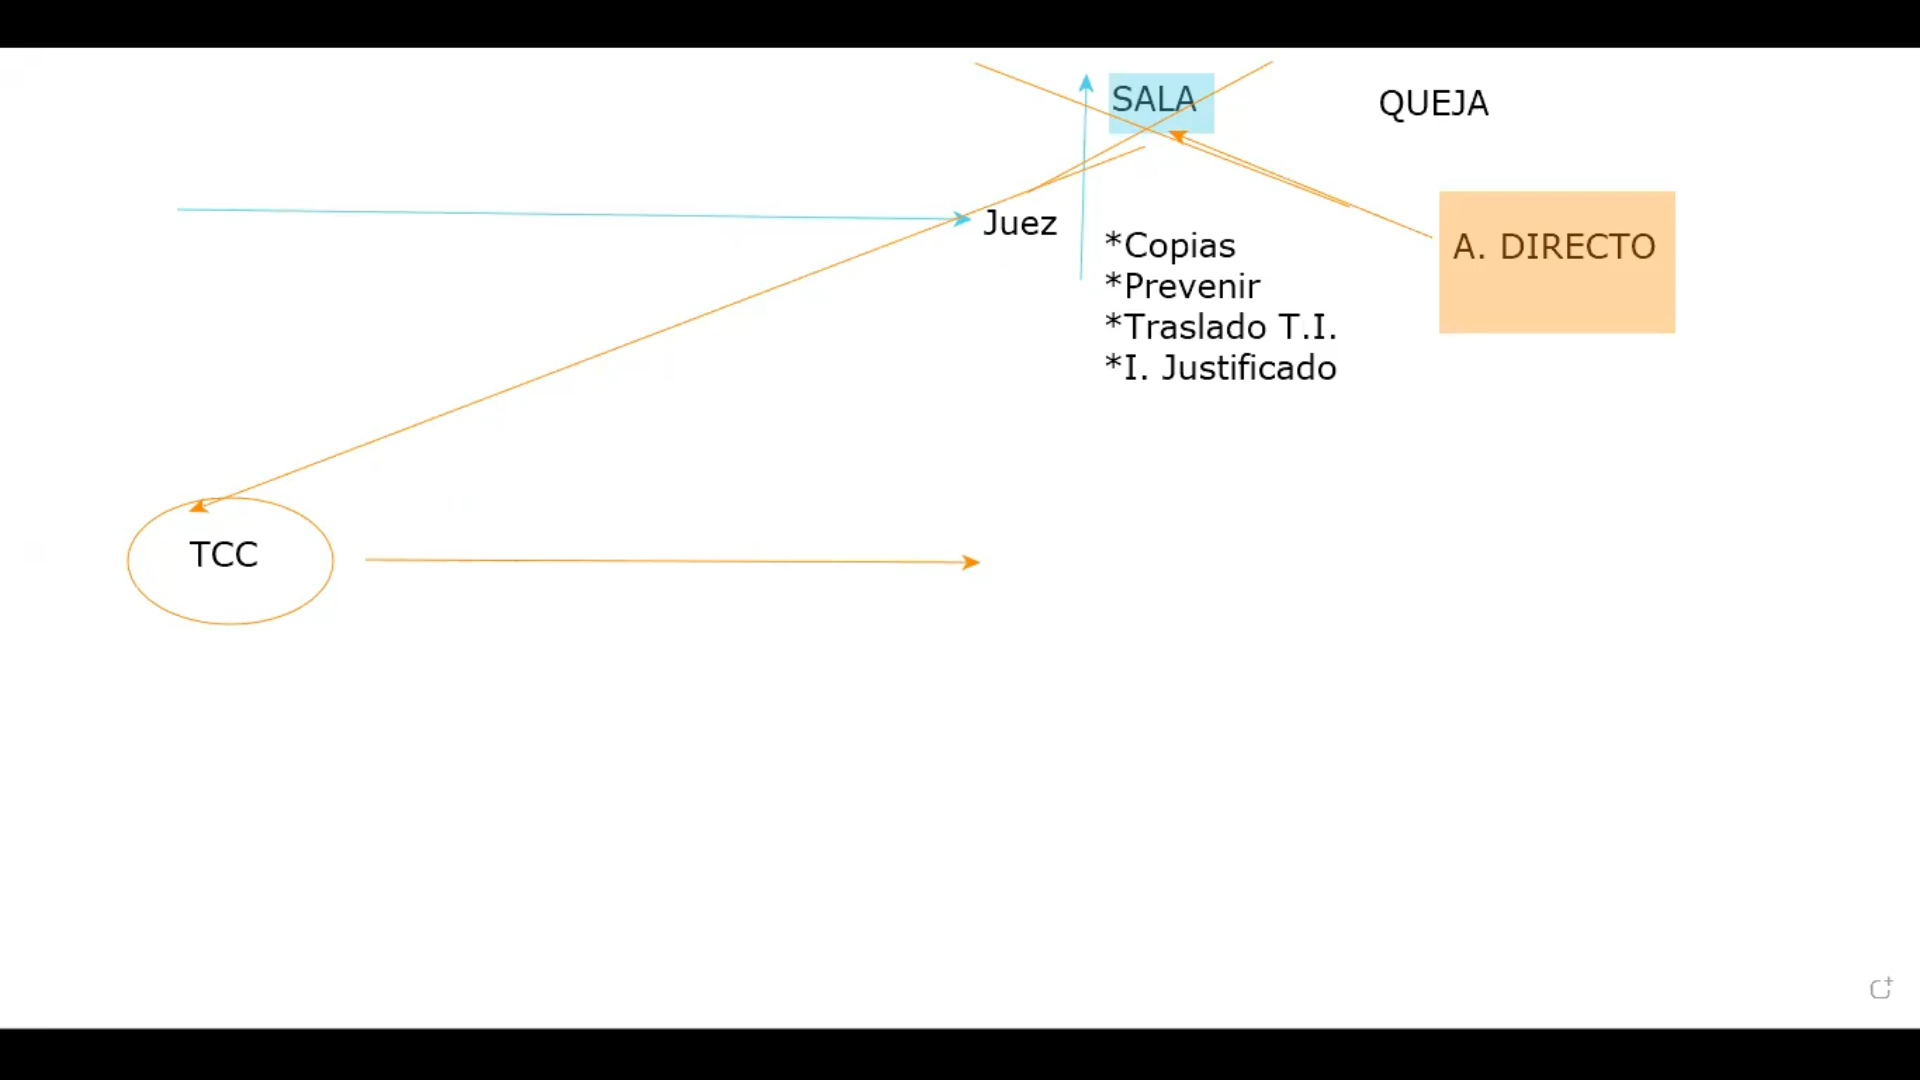 SALA
QUEJA
Juez
A. DIRECTO
*Copias
*Prevenir
*Traslado T.I.
*I. Justificado
TCC